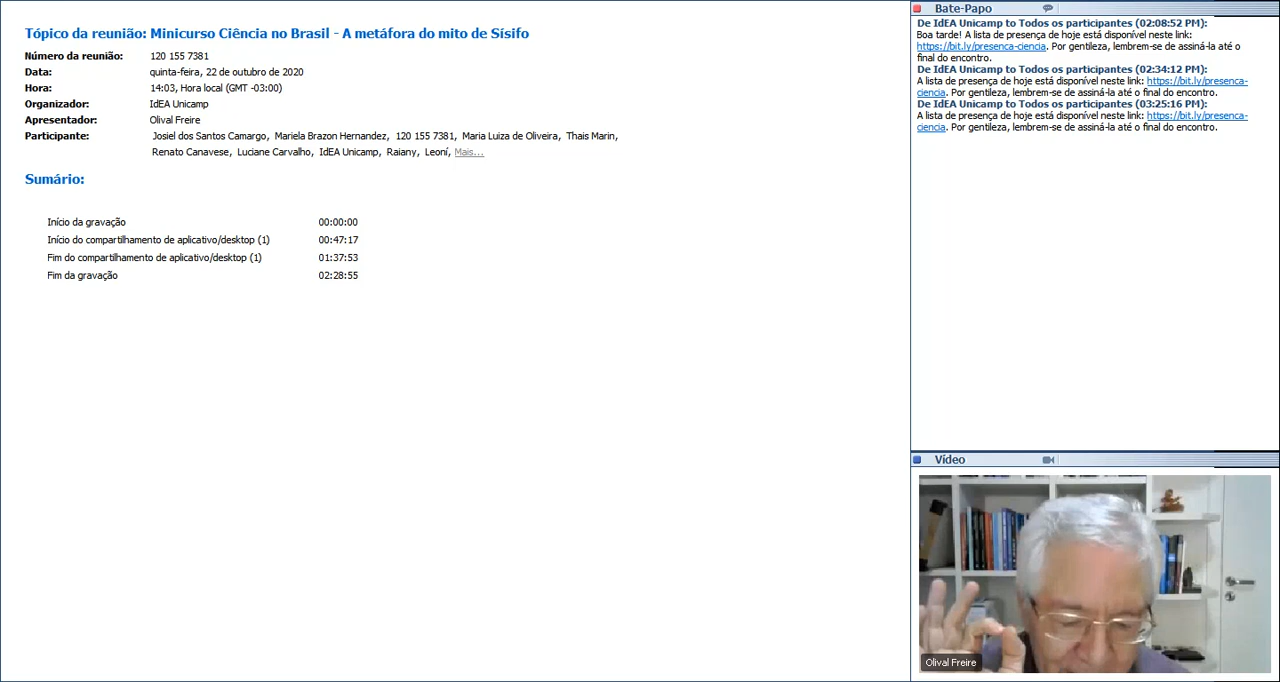 Tópico da reunião: Minicurso Ciência no Brasil - A metáfora do mito de Sísifo
Número da reunião: 120 155 7381
Data: quinta-feira, 22 de outubro de 2020
Hora: 14:03, Hora local (GMT -03:00)
Organizador: IdEA Unicamp
Apresentador: Olival Freire
Participante: Josiel dos Santos Camargo, Mariela Brazon Hernandez, 120 155 7381, Maria Luiza de Oliveira, Thais Marin,
Renato Canavese, Luciane Carvalho, IdEA Unicamp, Raiany, Leoní, Mais...
Sumário:
Início da gravação 00:00:00
Início do compartilhamento de aplicativo/desktop (1) 00:47:17
Fim do compartilhamento de aplicativo/desktop (1) 01:37:53
Fim da gravação 02:28:55
Bate-Papo
De IdEA Unicamp to Todos os participantes (02:08:52 PM):
Boa tarde! A lista de presença de hoje está disponível neste link:
https://bit.ly/presenca-ciencia. Por gentileza, lembrem-se de assiná-la até o
final do encontro.
De IdEA Unicamp to Todos os participantes (02:34:12 PM):
A lista de presença de hoje está disponível neste link: https://bit.ly/presenca-
ciencia. Por gentileza, lembrem-se de assiná-la até o final do encontro.
De IdEA Unicamp to Todos os participantes (03:25:16 PM):
A lista de presença de hoje está disponível neste link: https://bit.ly/presenca-
ciencia. Por gentileza, lembrem-se de assiná-la até o final do encontro.
Vídeo
Olival Freire